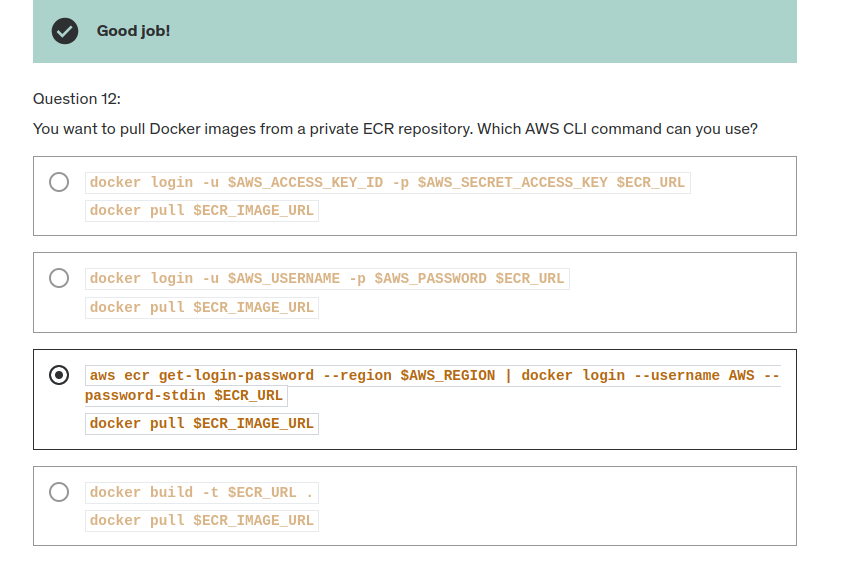 Good job!
Question 12:
You want to pull Docker images from a private ECR repository. Which AWS CLI command can you use?
docker login -u $AWS_ACCESS_KEY_ID -p $AWS_SECRET_ACCESS_KEY $ECR_URL
docker pull $ECR_IMAGE_URL
docker login -u $AWS_USERNAME -p $AWS_PASSWORD $ECR_URL
docker pull $ECR_IMAGE_URL
aws ecr get-login-password --region $AWS_REGION | docker login --username AWS --
password-stdin $ECR_URL
docker pull $ECR_IMAGE_URL
docker build -t $ECR_URL .
docker pull $ECR_IMAGE_URL